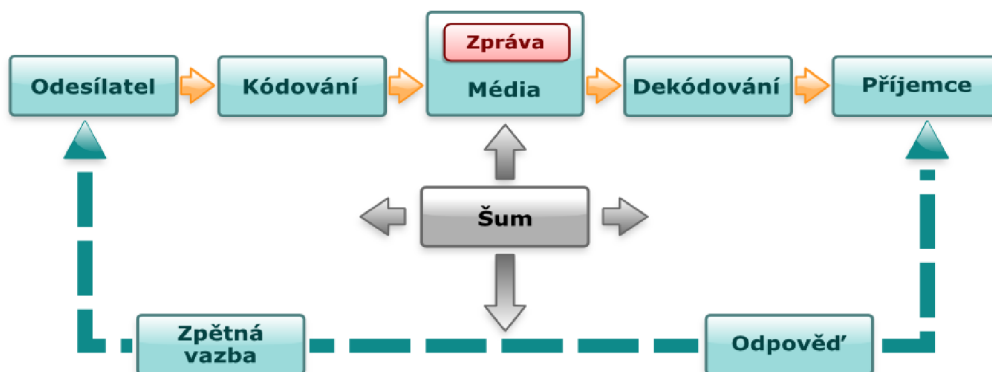 Odesílatel
Kódování
Zpráva
Média
Dekódování
Příjemce
Šum
Zpětná
vazba
Odpověď